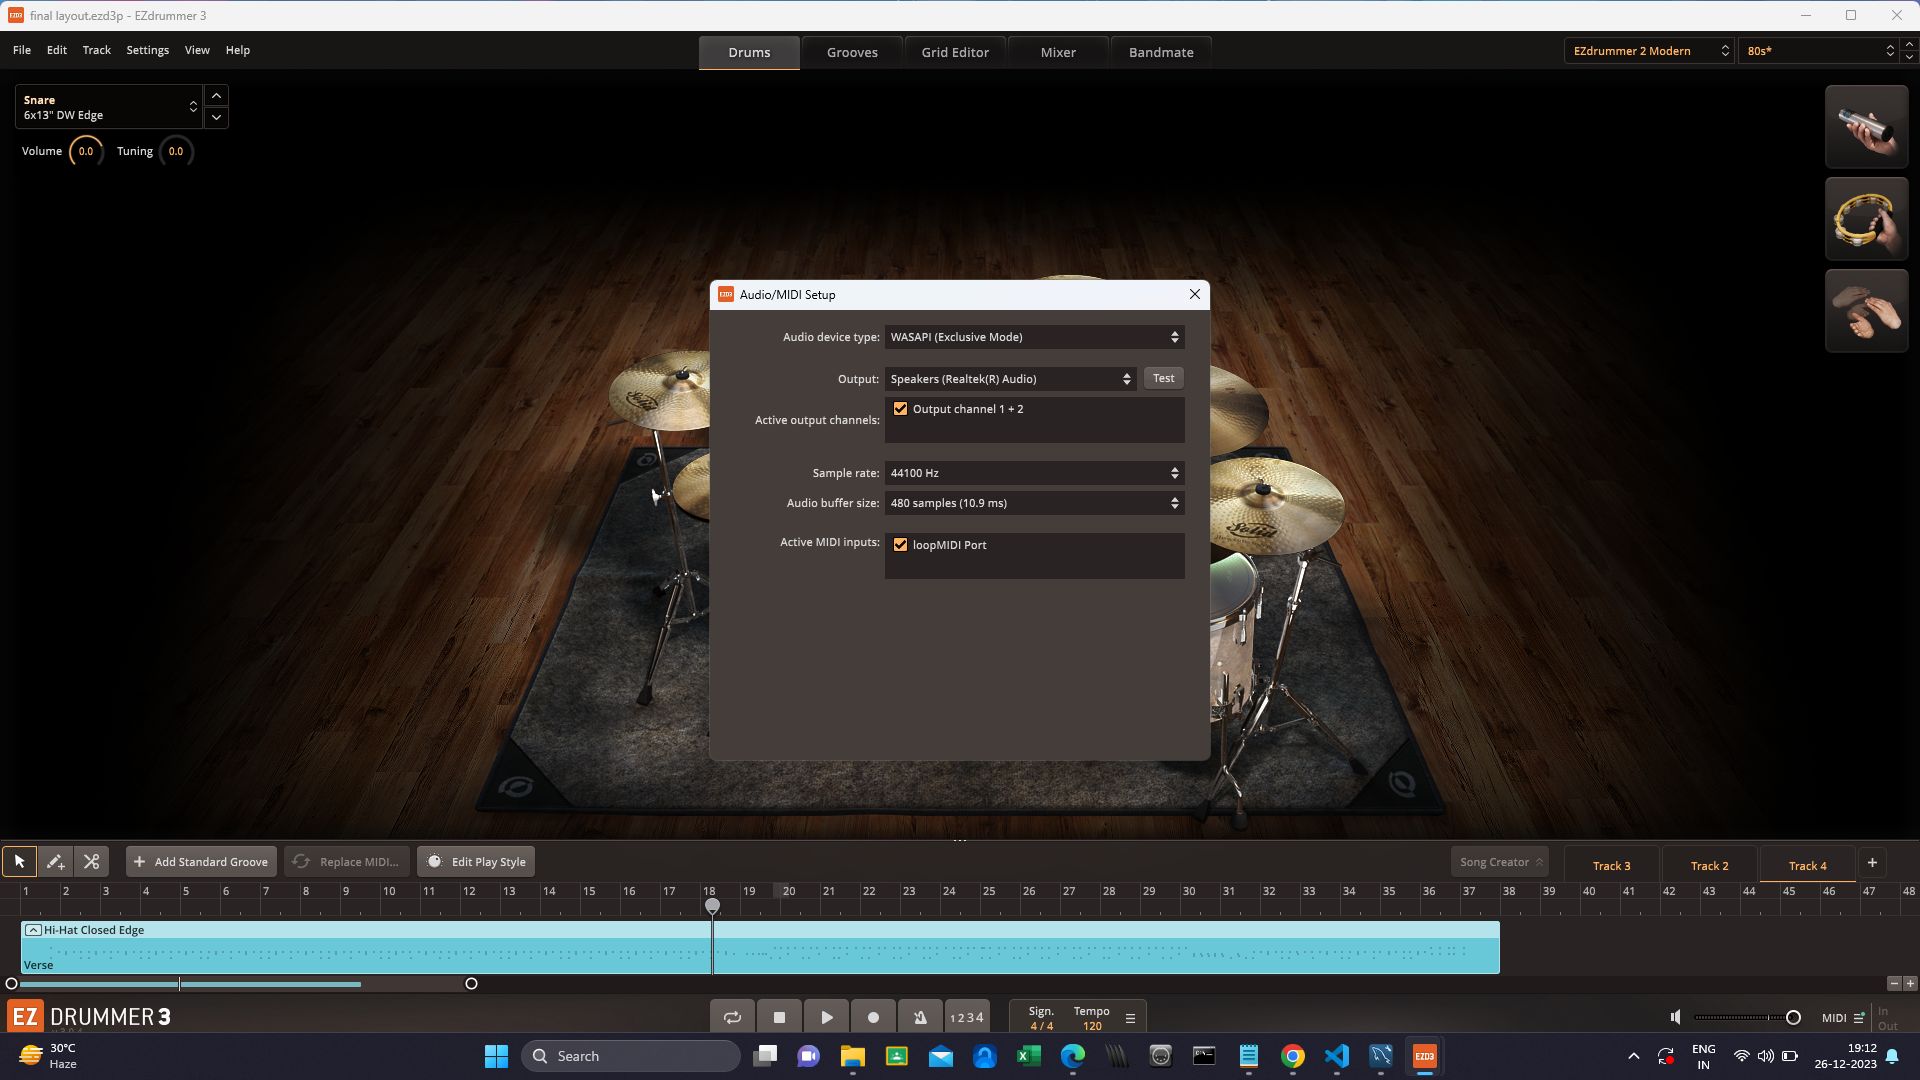 final layout.ezd3p - EZdrummer 3
File Edit Track Settings View Help
Drums Grooves Grid Editor Mixer Bandmate
EZdrummer 2 Modern 80s*
Snare
6x13" DW Edge
Volume 0.0 Tuning 0.0
EZD3 Audio/MIDI Setup
Audio device type: WASAPI (Exclusive Mode)
Output: Speakers (Realtek(R) Audio) Test
Active output channels: Output channel 1 + 2
Sample rate: 44100 Hz
Audio buffer size: 480 samples (10.9 ms)
Active MIDI inputs: loopMIDI Port
Add Standard Groove Replace MIDI... Edit Play Style Song Creator Track 3 Track 2 Track 4 +
1 2 3 4 5 6 7 8 9 10 11 12 13 14 15 16 17 18 19 20 21 22 23 24 25 26 27 28 29 30 31 32 33 34 35 36 37 38 39 40 41 42 43 44 45 46 47 48
Hi-Hat Closed Edge
Verse
EZ DRUMMER 3
1 2 3 4
Sign. Tempo
4 / 4 120
MIDI In
Out
30°C
Haze
Search
EZD3
ENG
IN
19:12
26-12-2023